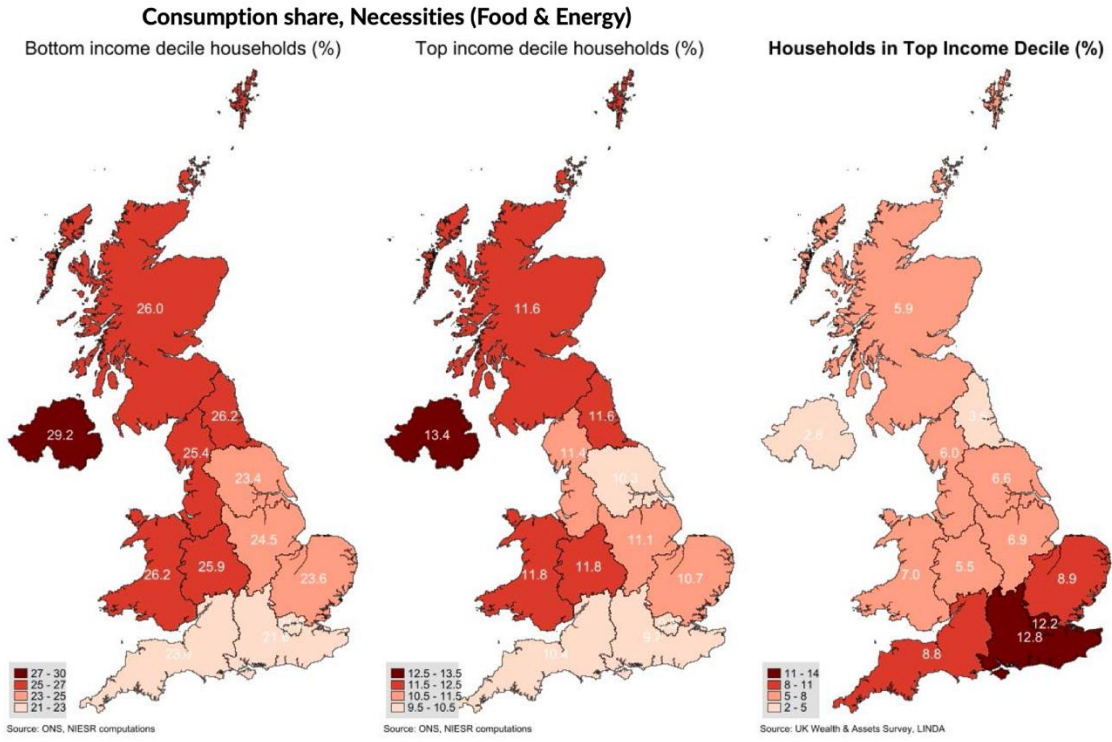 Consumption share, Necessities (Food & Energy)
Bottom income decile households (%)
Top income decile households (%)
Households in Top Income Decile (%)
26.0
29.2
26.2
25.4
23.4
24.5
26.2
25.9
23.6
27 - 30
25 - 27
23 - 25
21 - 23
Source: ONS, NIESR computations
11.6
13.4
11.6
11.4
10.3
11.1
11.8
11.8
10.7
12.5 - 13.5
11.5 - 12.5
10.5 - 11.5
9.5 - 10.5
Source: ONS, NIESR computations
5.9
2.8
6.0
6.6
6.9
7.0
5.5
8.9
12.2
12.8
8.8
11 - 14
8 - 11
5 - 8
2 - 5
Source: UK Wealth & Assets Survey, LINDA